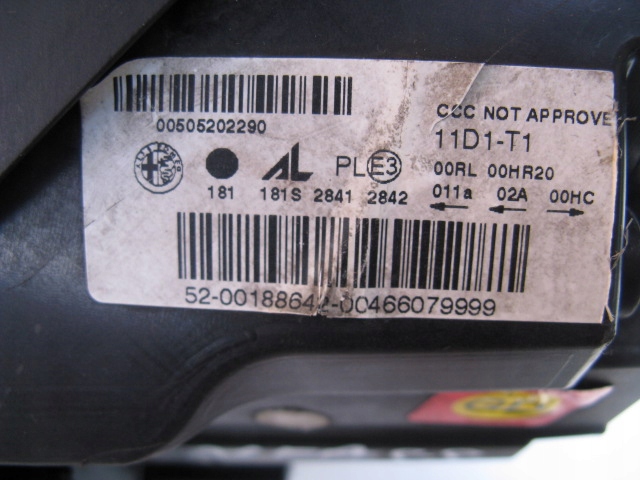 00505202290
CCC NOT APPROVE
11D1-T1
AL PL E3
00RL 00HR20
181 181S 2841 2842
011a 02A 00HC
52-00188642-00466079999